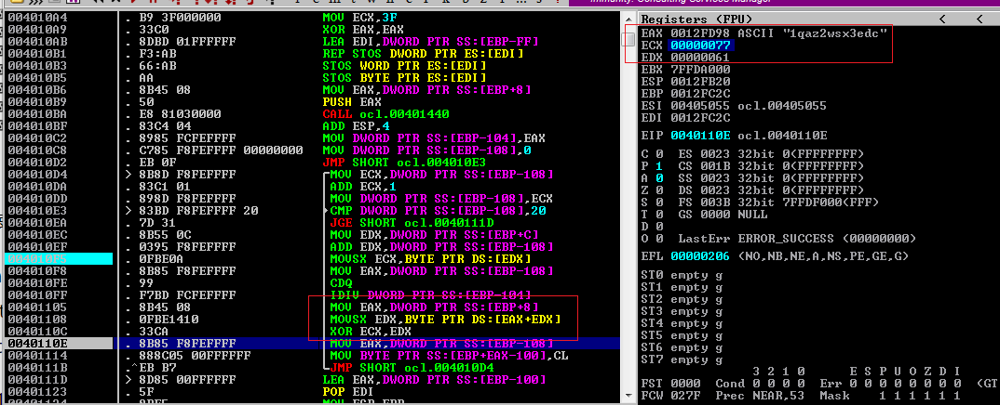 Immunity: Consulting Services Manager
004010A4 . B9 3F000000 MOV ECX,3F
004010A9 . 33C0 XOR EAX,EAX
004010AB . 8DBD 01FFFFFF LEA EDI,DWORD PTR SS:[EBP-FF]
004010B1 . F3:AB REP STOS DWORD PTR ES:[EDI]
004010B3 . 66:AB STOS WORD PTR ES:[EDI]
004010B5 . AA STOS BYTE PTR ES:[EDI]
004010B6 . 8B45 08 MOV EAX,DWORD PTR SS:[EBP+8]
004010B9 . 50 PUSH EAX
004010BA . E8 81030000 CALL ocl.00401440
004010BF . 83C4 04 ADD ESP,4
004010C2 . 8985 FCFEFFFF MOV DWORD PTR SS:[EBP-104],EAX
004010C8 . C785 F8FEFFFF 00000000 MOV DWORD PTR SS:[EBP-108],0
004010D2 . EB 0F JMP SHORT ocl.004010E3
004010D4 > 8B8D F8FEFFFF MOV ECX,DWORD PTR SS:[EBP-108]
004010DA . 83C1 01 ADD ECX,1
004010DD . 898D F8FEFFFF MOV DWORD PTR SS:[EBP-108],ECX
004010E3 > 83BD F8FEFFFF 20 CMP DWORD PTR SS:[EBP-108],20
004010EA . 7D 31 JGE SHORT ocl.0040111D
004010EC . 8B55 0C MOV EDX,DWORD PTR SS:[EBP+C]
004010EF . 0395 F8FEFFFF ADD EDX,DWORD PTR SS:[EBP-108]
004010F5 . 0FBE0A MOVSX ECX,BYTE PTR DS:[EDX]
004010F8 . 8B85 F8FEFFFF MOV EAX,DWORD PTR SS:[EBP-108]
004010FE . 99 CDQ
004010FF . F7BD FCFEFFFF IDIV DWORD PTR SS:[EBP-104]
00401105 . 8B45 08 MOV EAX,DWORD PTR SS:[EBP+8]
00401108 . 0FBE1410 MOVSX EDX,BYTE PTR DS:[EAX+EDX]
0040110C . 33CA XOR ECX,EDX
0040110E . 8B85 F8FEFFFF MOV EAX,DWORD PTR SS:[EBP-108]
00401114 . 888C05 00FFFFFF MOV BYTE PTR SS:[EBP+EAX-100],CL
0040111B .^EB B7 JMP SHORT ocl.004010D4
0040111D > 8D85 00FFFFFF LEA EAX,DWORD PTR SS:[EBP-100]
00401123 . 5F POP EDI
Registers (FPU) < <
EAX 0012FD98 ASCII "1qaz2wsx3edc"
ECX 00000077
EDX 00000061
EBX 7FFDA000
ESP 0012FB20
EBP 0012FC2C
ESI 00405055 ocl.00405055
EDI 0012FC2C
EIP 0040110E ocl.0040110E
C 0 ES 0023 32bit 0(FFFFFFFF)
P 1 CS 001B 32bit 0(FFFFFFFF)
A 0 SS 0023 32bit 0(FFFFFFFF)
Z 0 DS 0023 32bit 0(FFFFFFFF)
S 0 FS 003B 32bit 7FFDF000(FFF)
T 0 GS 0000 NULL
D 0
O 0 LastErr ERROR_SUCCESS (00000000)
EFL 00000206 (NO,NB,NE,A,NS,PE,GE,G)
ST0 empty g
ST1 empty g
ST2 empty g
ST3 empty g
ST4 empty g
ST5 empty g
ST6 empty g
ST7 empty g
3 2 1 0 E S P U O Z D I
FST 0000 Cond 0 0 0 0 Err 0 0 0 0 0 0 0 0 (GT
FCW 027F Prec NEAR,53 Mask 1 1 1 1 1 1